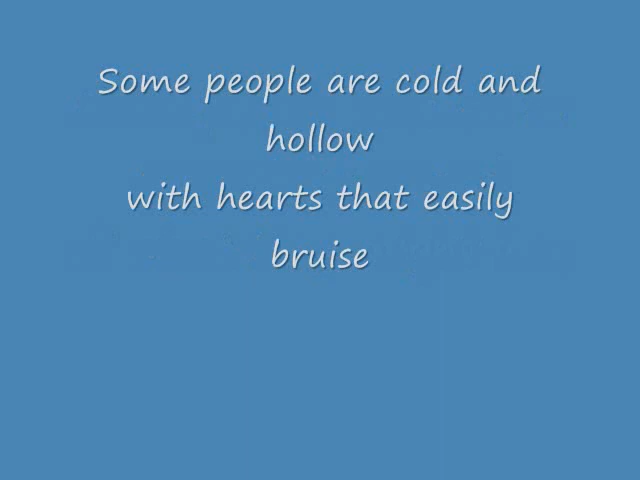 Some people are cold and
hollow
with hearts that easily
bruise